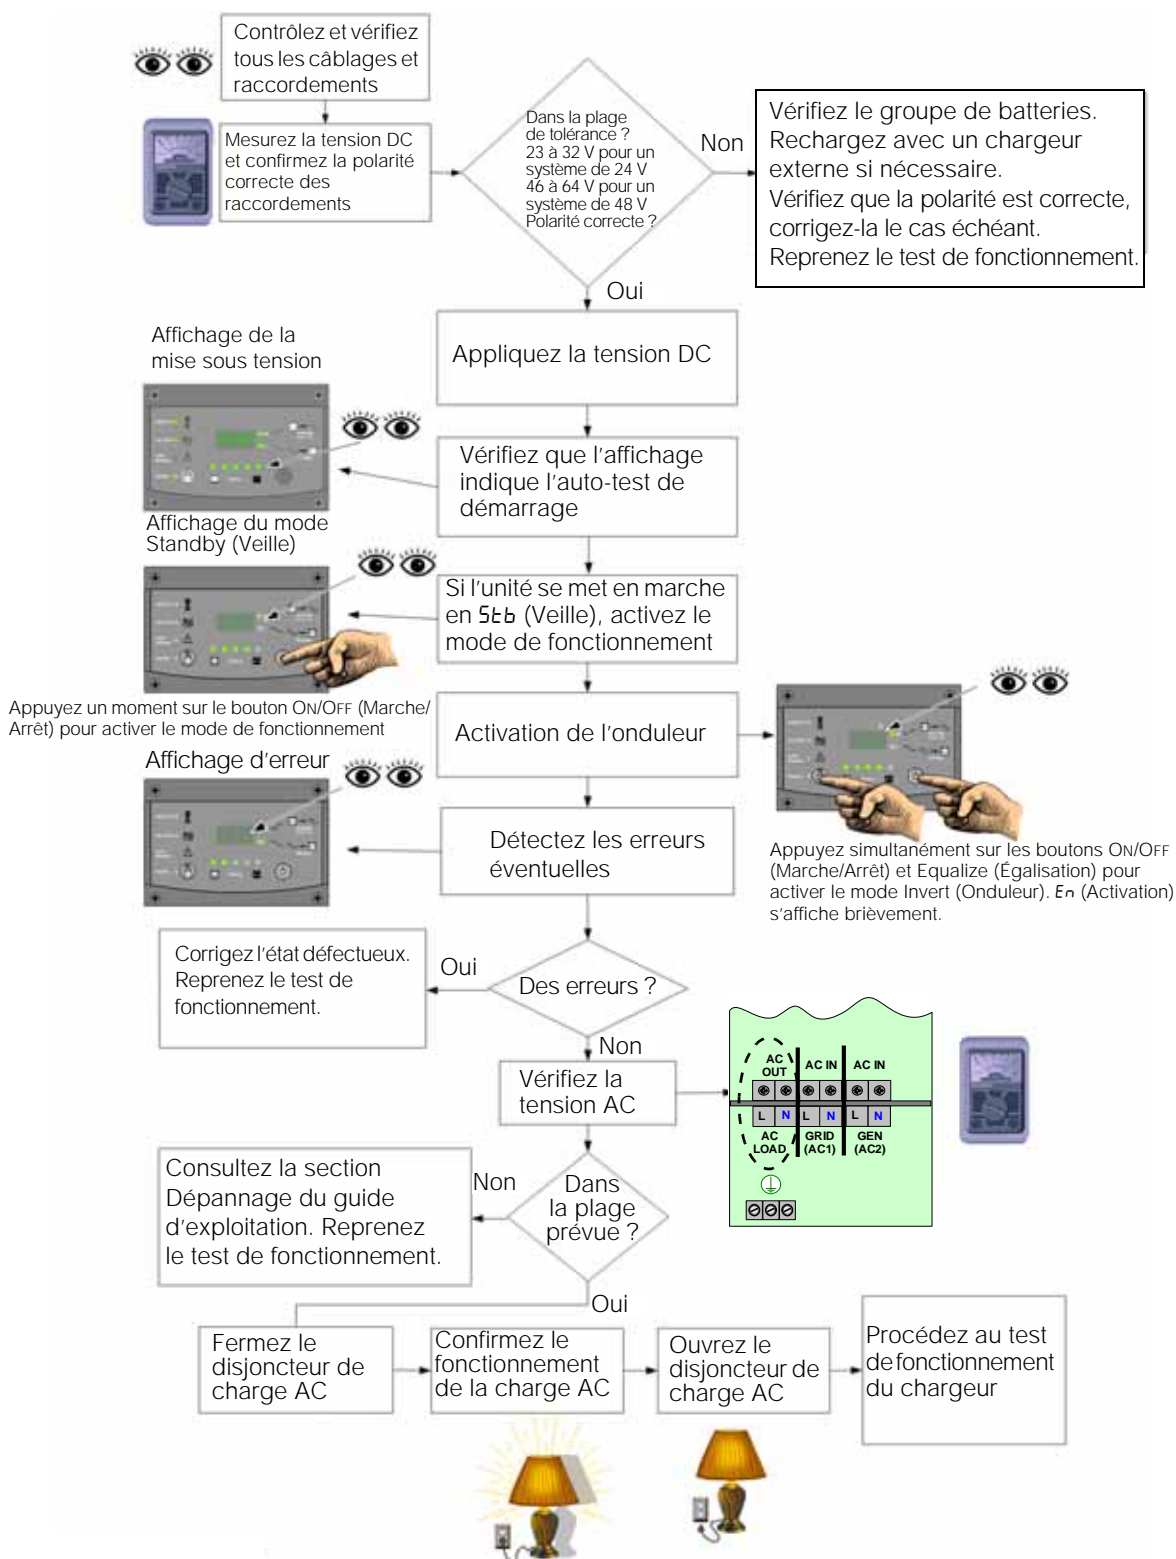 Contrôlez et vérifiez
tous les câblages et
raccordements
Mesurez la tension DC
et confirmez la polarité
correcte des
raccordements
Dans la plage
de tolérance ?
23 à 32 V pour un
système de 24 V
46 à 64 V pour un
système de 48 V
Polarité correcte ?
Non
Vérifiez le groupe de batteries.
Rechargez avec un chargeur
externe si nécessaire.
Vérifiez que la polarité est correcte,
corrigez-la le cas échéant.
Reprenez le test de fonctionnement.
Oui
Appliquez la tension DC
Affichage de la
mise sous tension
Vérifiez que l'affichage
indique l'auto-test de
démarrage
Affichage du mode
Standby (Veille)
Si l'unité se met en marche
en Stb (Veille), activez le
mode de fonctionnement
Appuyez un moment sur le bouton ON/OFF (Marche/
Arrêt) pour activer le mode de fonctionnement
Activation de l'onduleur
Appuyez simultanément sur les boutons ON/OFF
(Marche/Arrêt) et Equalize (Égalisation) pour
activer le mode Invert (Onduleur). En (Activation)
s'affiche brièvement.
Affichage d'erreur
Détectez les erreurs
éventuelles
Des erreurs ?
Oui
Corrigez l'état défectueux.
Reprenez le test de
fonctionnement.
Non
Vérifiez la
tension AC
AC
OUT
AC IN
AC IN
L N L N L N
AC
LOAD
GRID
(AC1)
GEN
(AC2)
Dans
la plage
prévue ?
Non
Consultez la section
Dépannage du guide
d'exploitation. Reprenez
le test de fonctionnement.
Oui
Fermez le
disjoncteur de
charge AC
Confirmez le
fonctionnement
de la charge AC
Ouvrez le
disjoncteur de
charge AC
Procédez au test
de fonctionnement
du chargeur